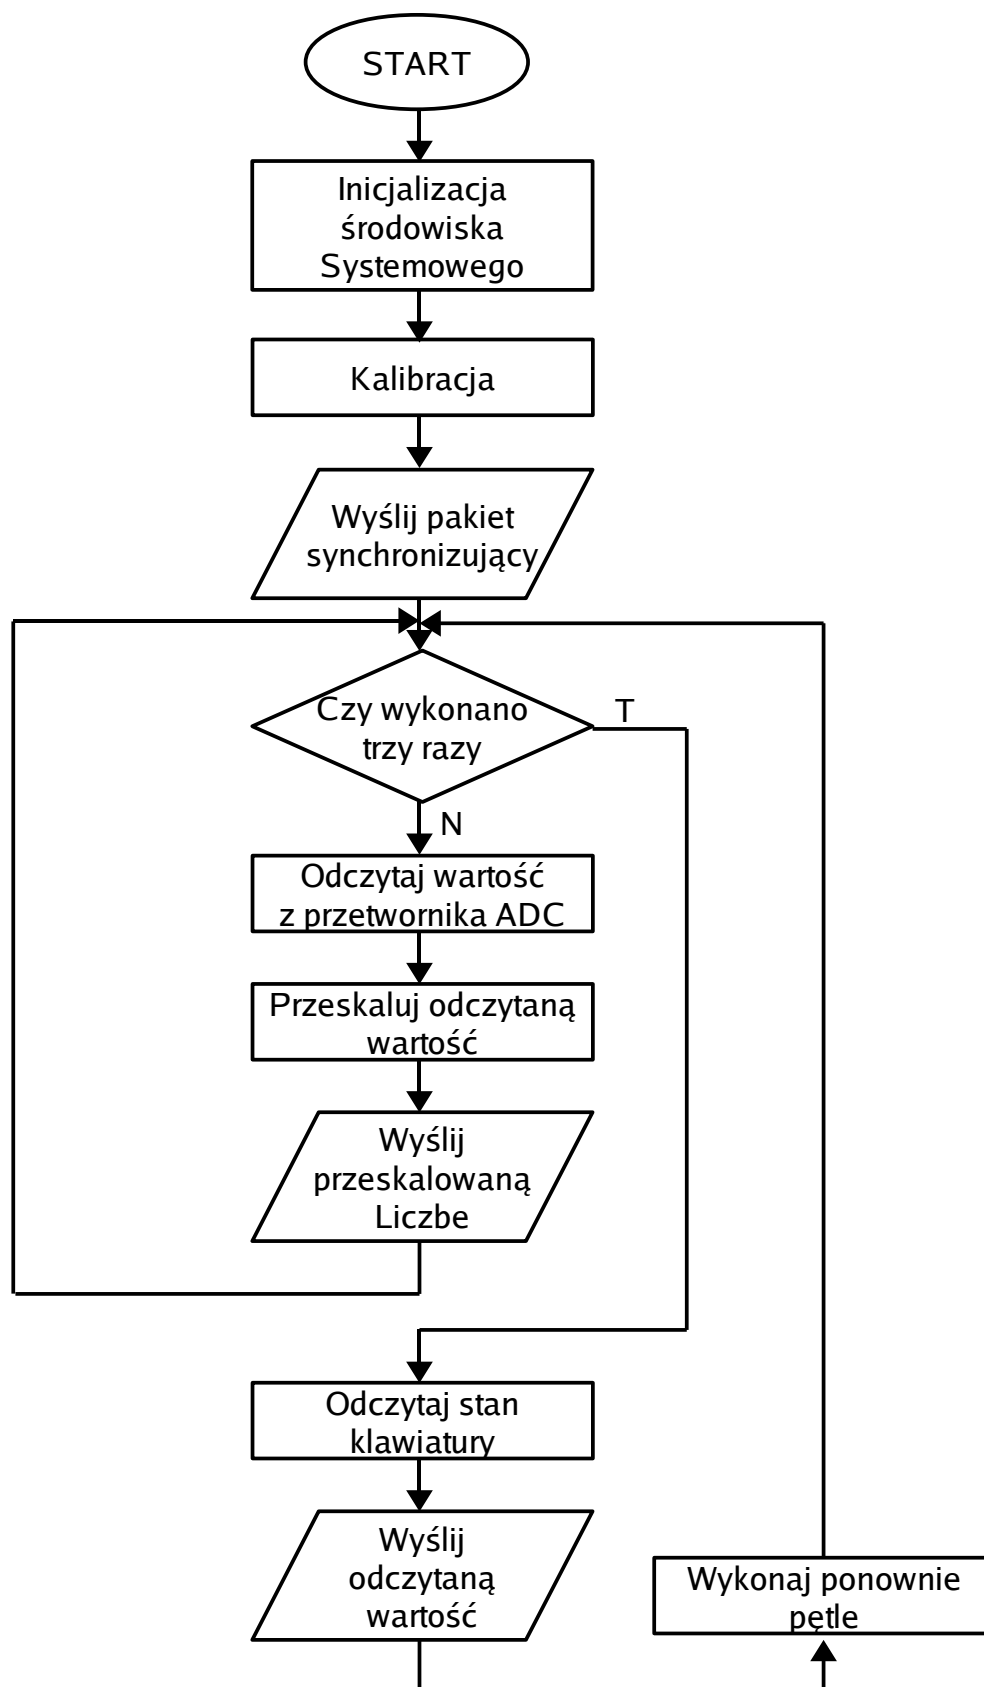 START
Inicjalizacja
środowiska
Systemowego
Kalibracja
Wyślij pakiet
synchronizujący
Czy wykonano
trzy razy
T
N
Odczytaj wartość
z przetwornika ADC
Przeskaluj odczytaną
wartość
Wyślij
przeskalowaną
Liczbe
Odczytaj stan
klawiatury
Wyślij
odczytaną
wartość
Wykonaj ponownie
pętle